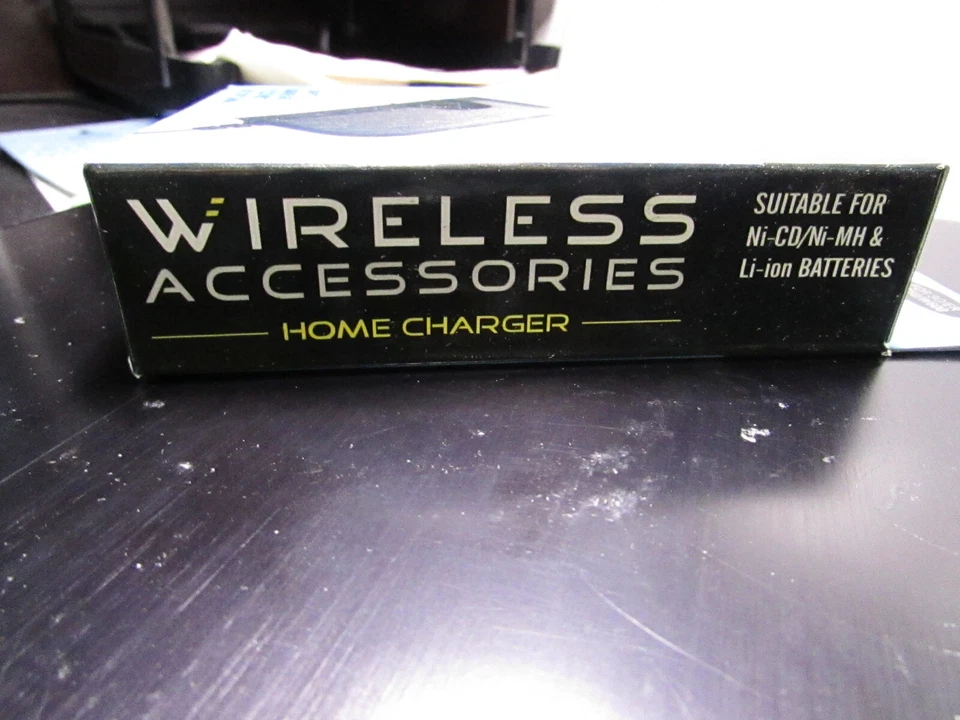 WIRELESS
ACCESSORIES
HOME CHARGER
SUITABLE FOR
Ni-CD/Ni-MH &
Li-ion BATTERIES